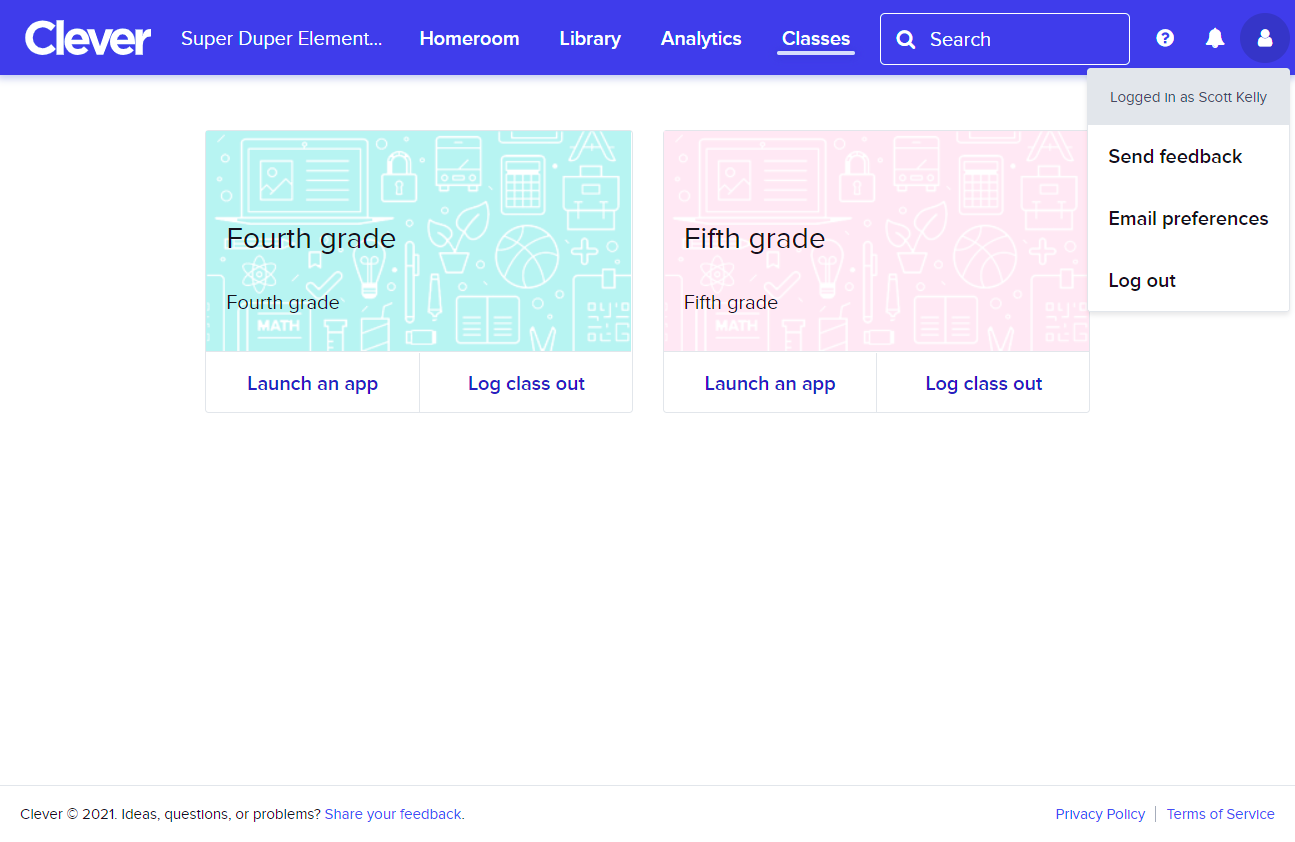 Clever
Super Duper Element...
Homeroom
Library
Analytics
Classes
Search
?
Logged in as Scott Kelly
Send feedback
Email preferences
Log out
Fourth grade
Fourth grade
MATH
Launch an app
Log class out
Fifth grade
Fifth grade
MATH
Launch an app
Log class out
Clever © 2021. Ideas, questions, or problems? Share your feedback.
Privacy Policy
Terms of Service